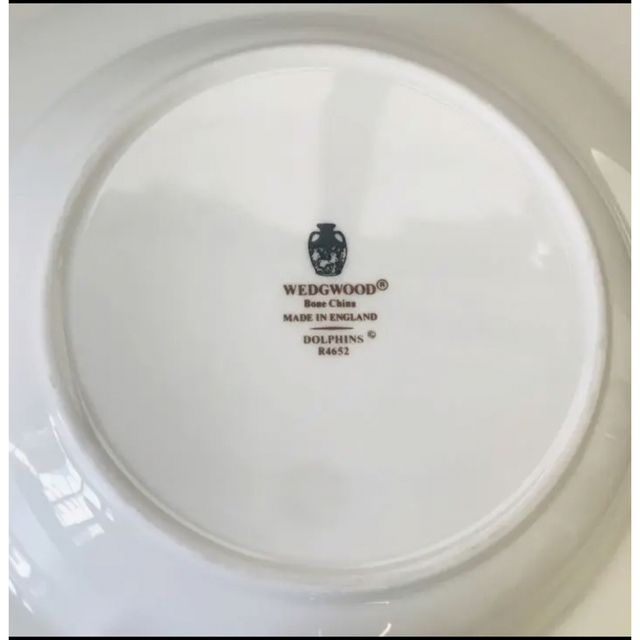 WEDGWOOD®
Bone China
MADE IN ENGLAND
DOLPHINS ©
R4652